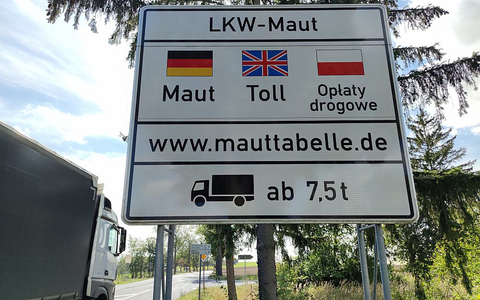 LKW-Maut
Maut Toll Opłaty drogowe
www.mauttabelle.de
ab 7,5t